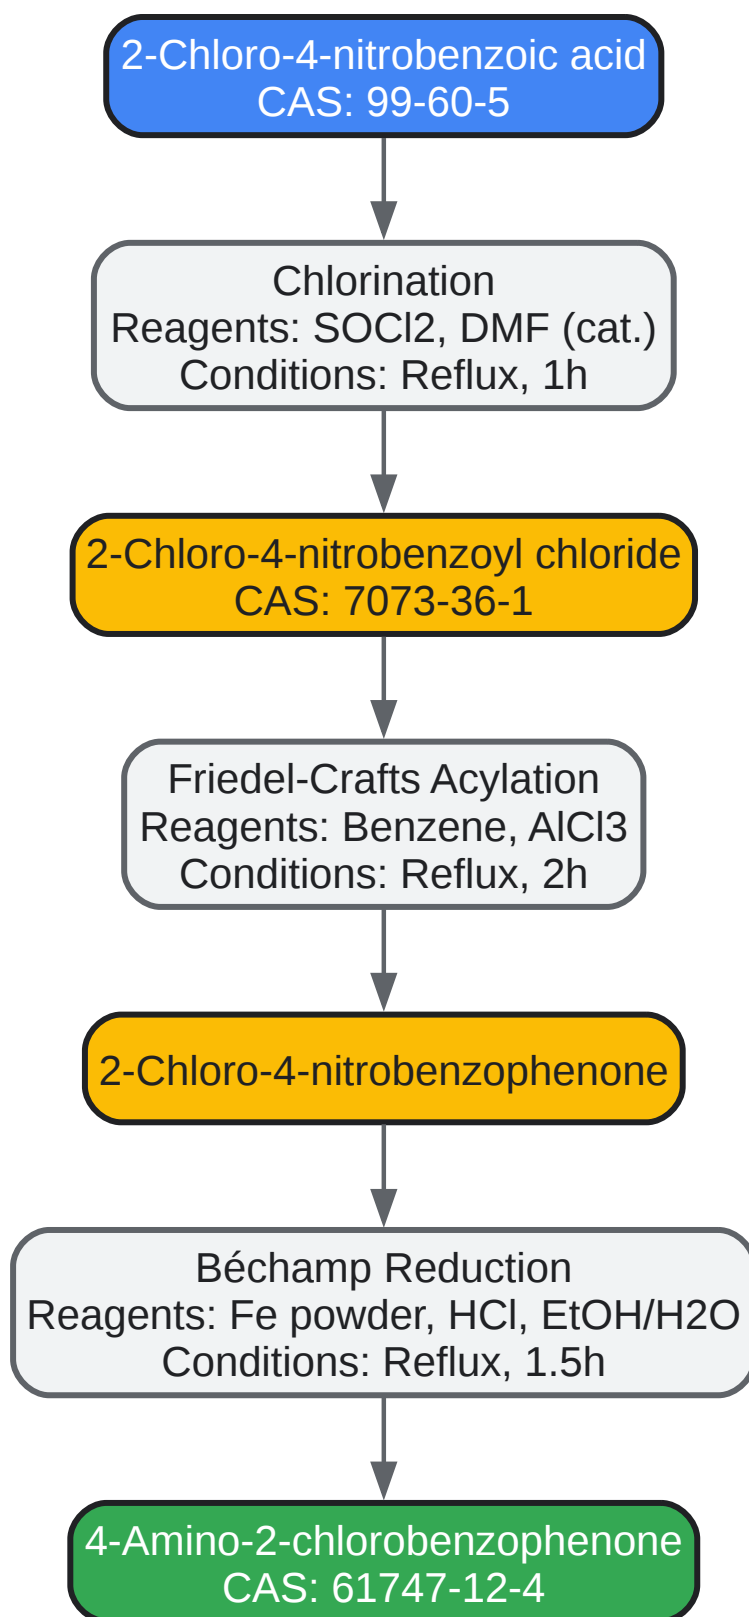 2-Chloro-4-nitrobenzoic acid
CAS: 99-60-5
Chlorination
Reagents: SOCl2, DMF (cat.)
Conditions: Reflux, 1h
2-Chloro-4-nitrobenzoyl chloride
CAS: 7073-36-1
Friedel-Crafts Acylation
Reagents: Benzene, AlCl3
Conditions: Reflux, 2h
2-Chloro-4-nitrobenzophenone
Béchamp Reduction
Reagents: Fe powder, HCl, EtOH/H2O
Conditions: Reflux, 1.5h
4-Amino-2-chlorobenzophenone
CAS: 61747-12-4